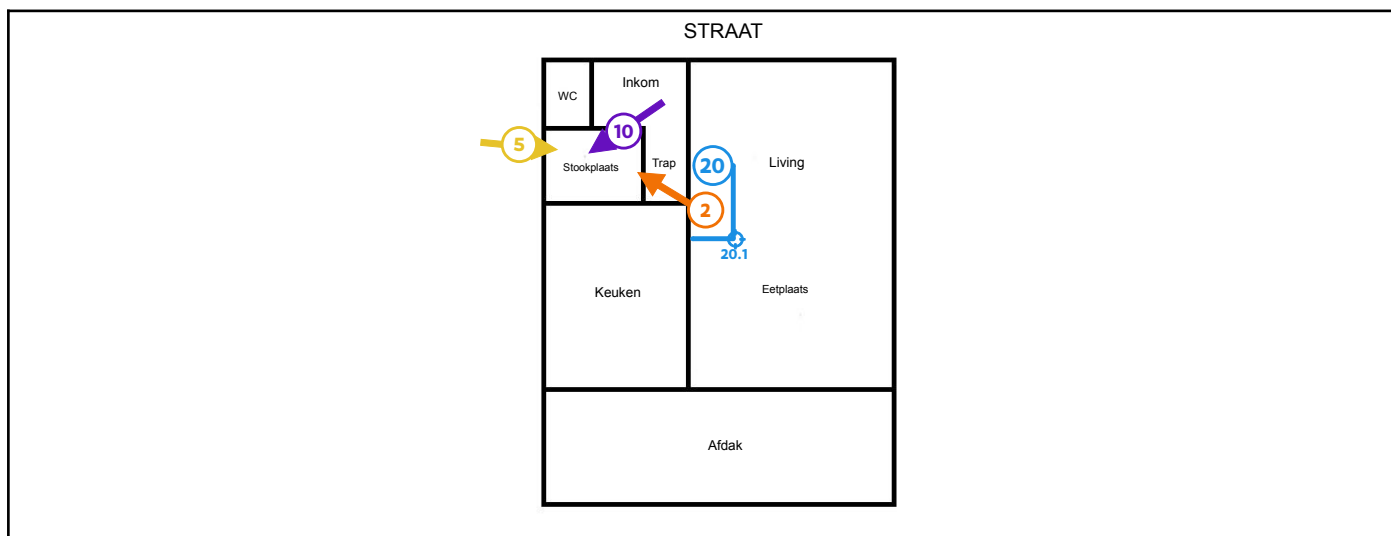 STRAAT
Inkom
WC
10
5
Stookplaats
Trap
20
Living
2
20.1
Keuken
Eetplaats
Afdak